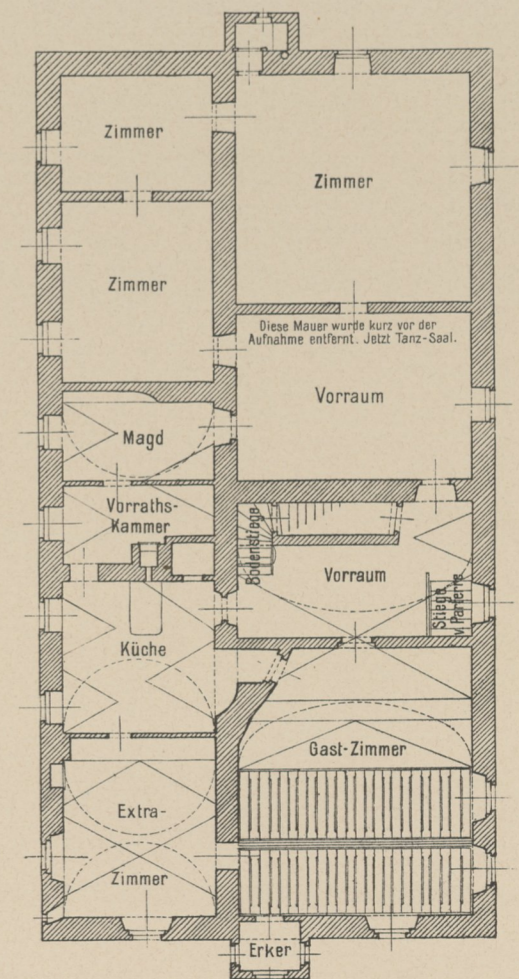 Zimmer
Zimmer
Zimmer
Diese Mauer wurde kurz vor der
Aufnahme entfernt. Jetzt Tanz-Saal.
Vorraum
Magd
Vorraths-
Kammer
Bodenstiege
Vorraum
Stiege
v. Parterre
Küche
Gast-Zimmer
Extra-
Zimmer
Erker